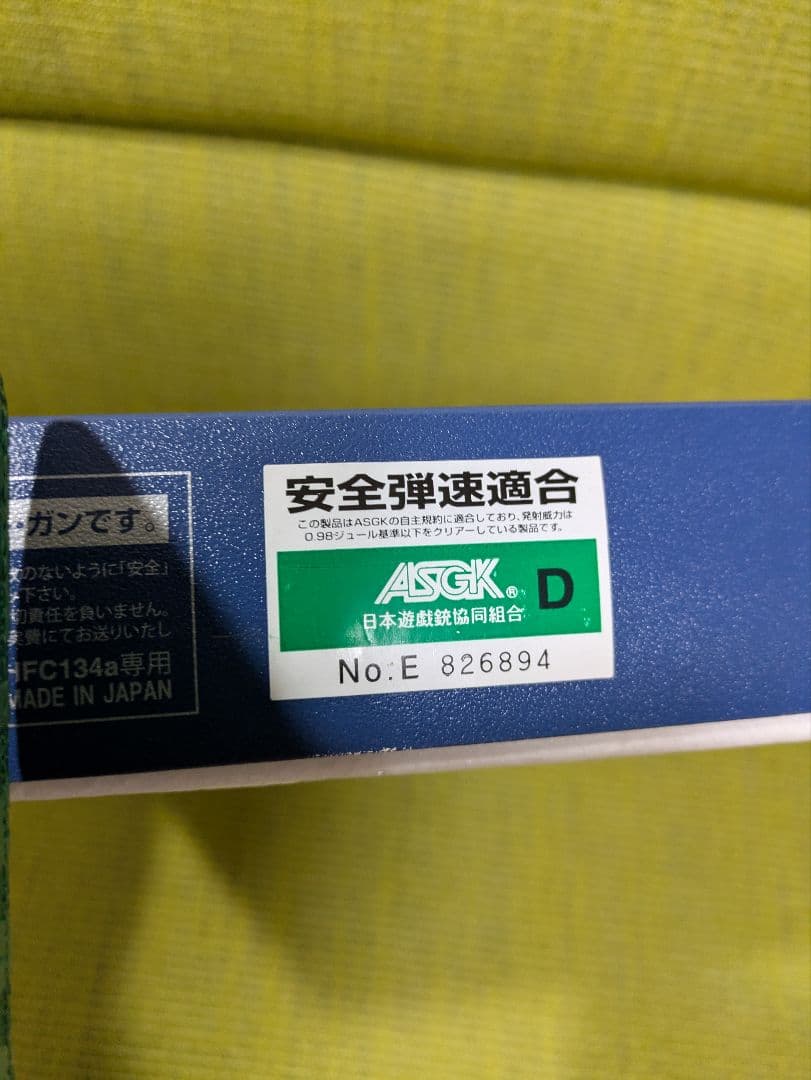 ・ガンです。
のないように「安全」
下さい。
責任を負いません。
費にてお送りいたし
HFC134a専用
MADE IN JAPAN
安全弾速適合
この製品はASGKの自主規約に適合しており、発射威力は
0.98ジュール基準以下をクリアーしている製品です。
ASGK® D
日本遊戯銃協同組合
No.E 826894